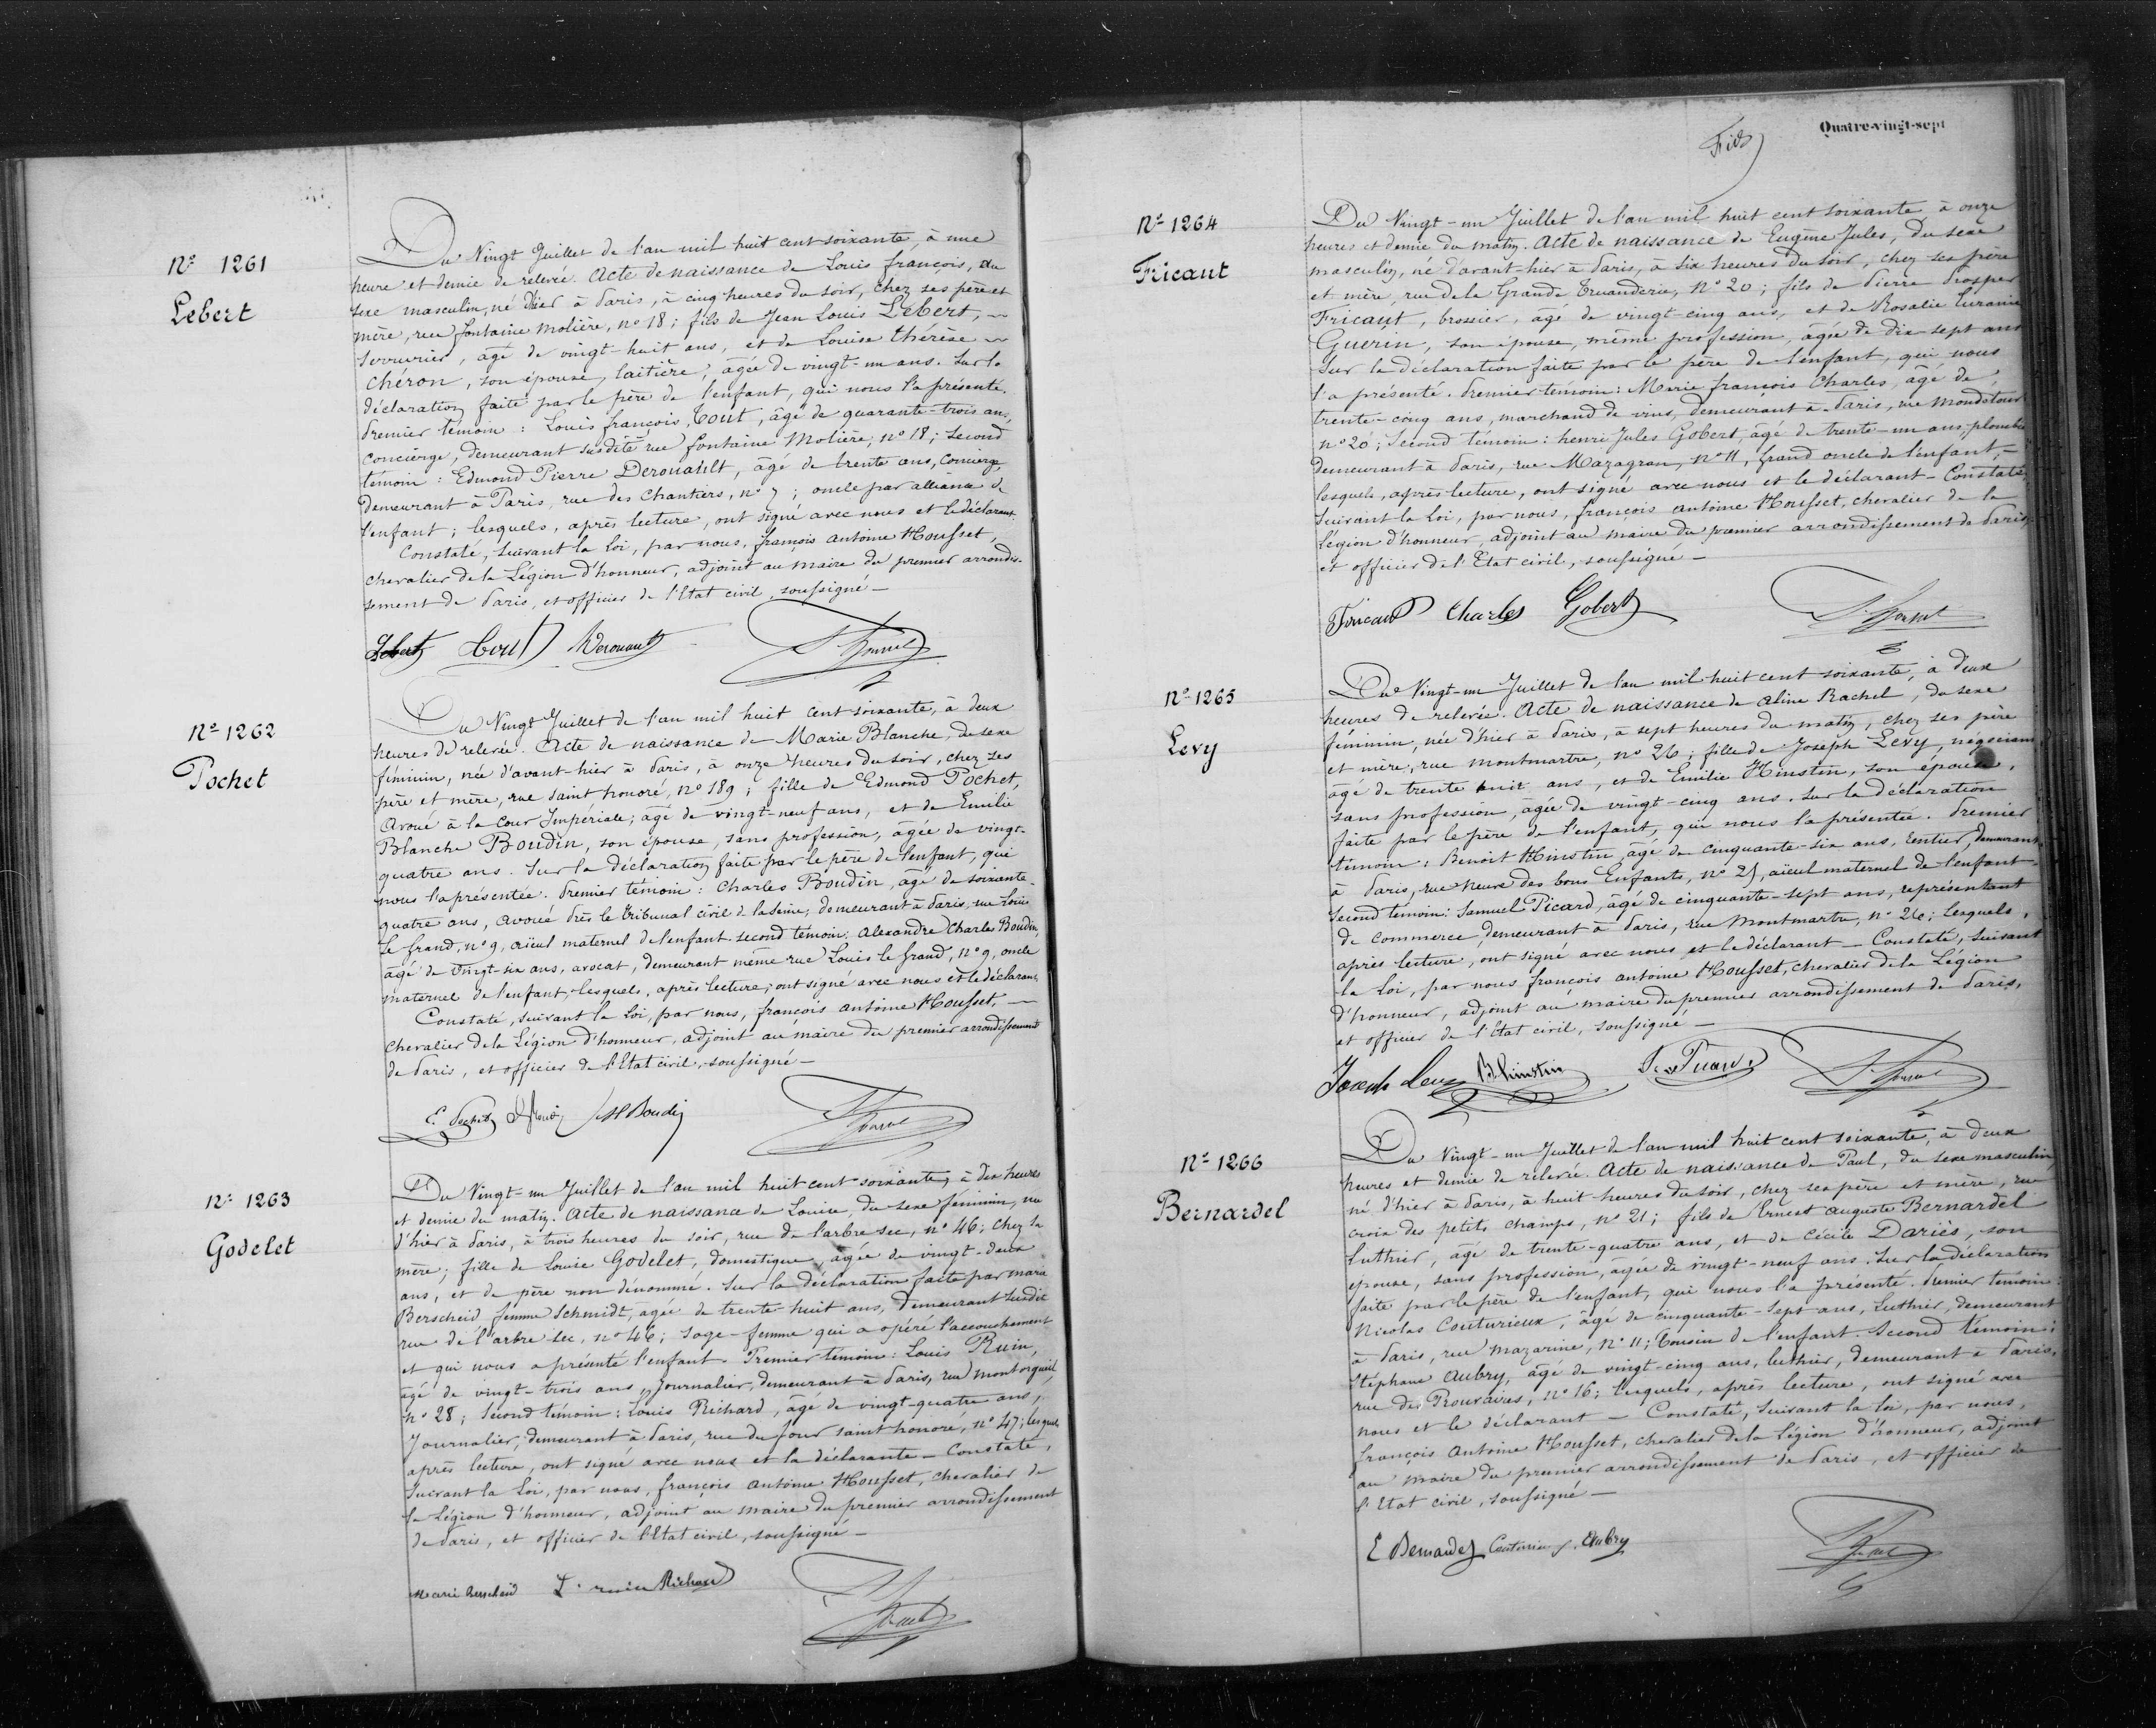 Nº 1261
Lebert
Du Vingt Juillet de l'an mil huit cent soixante, à une
heure et demie de relevée. Acte de naissance de Louis françois, du
sexe masculin, né hier à Paris, à cinq heures du soir, chez ses père et
mère, rue fontaine Molière, nº 18; fils de Jean Louis Lebert,
serrurier, âgé de vingt-huit ans, et de Louise thérèse
Chéron, son épouse, laitière, âgée de vingt-un ans. Sur la
déclaration faite par le père de l'enfant, qui nous l'a présenté.
Premier témoin: Louis françois Tout, âgé de quarante-trois ans,
concierge, demeurant susdite rue fontaine Molière, nº 18; Second
témoin: Edmond Pierre Derouault, âgé de trente ans, concierge,
demeurant à Paris, rue des Chantiers, nº 7; oncle par alliance de
l'enfant; lesquels, après lecture, ont signé avec nous et le déclarant.
Constaté, suivant la Loi, par nous, françois antoine Housset,
chevalier de la Légion d'honneur, adjoint au maire du premier arrondis-
sement de Paris, et officier de l'Etat civil, soussigné —
Lebert Tout Derouault
Nº 1262
Pochet
Du Vingt Juillet de l'an mil huit cent soixante, à deux
heures de relevée. Acte de naissance de Marie Blanche, du sexe
féminin, née d'avant-hier à Paris, à onze heures du soir, chez ses
père et mère, rue Saint honoré, nº 189; fille de Edmond Pochet,
Avoué à la Cour Impériale, âgé de vingt-neuf ans, et de Emilie
Blanche Boudin, son épouse, sans profession, âgée de vingt-
quatre ans. Sur la déclaration faite par le père de l'enfant, qui
nous l'a présentée. Premier témoin: Charles Boudin, âgé de soixante-
quatre ans, avoué près le tribunal civil de la Seine, demeurant à Paris, rue Louis
le Grand, nº 9, aïeul maternel de l'enfant. second témoin: Alexandre Charles Boudin,
âgé de vingt-six ans, avocat, demeurant même rue Louis le Grand, nº 9, oncle
maternel de l'enfant; lesquels, après lecture, ont signé avec nous et le déclarant.
Constaté, suivant la Loi, par nous, françois antoine Housset, —
chevalier de la Légion d'honneur, adjoint au maire du premier arrondissement
de Paris, et officier de l'Etat civil, soussigné —
E. Pochet Boudin
Nº 1263
Godelet
Du Vingt-un Juillet de l'an mil huit cent soixante, à dix heures
et demie du matin. Acte de naissance de Louise, du sexe féminin, née
d'hier à Paris, à trois heures du soir, rue de l'arbre sec, nº 46; chez sa
mère; fille de Louise Godelet, domestique, âgée de vingt-deux
ans, et de père non dénommé. Sur la déclaration faite par marie
Berscheid femme Schmidt, âgée de trente huit ans, demeurant susdite
rue de l'arbre sec, nº 46; sage-femme qui a opéré l'accouchement
et qui nous a présenté l'enfant. Premier témoin: Louis Ruin,
âgé de vingt-trois ans, Journalier, demeurant à Paris, rue montorgueil,
nº 28; Second témoin: Louis Richard, âgé de vingt-quatre ans,
Journalier, demeurant à Paris, rue du four saint honoré, nº 47; lesquels
après lecture, ont signé avec nous et la déclarante — Constaté,
suivant la Loi, par nous, françois antoine Housset, chevalier de
la Légion d'honneur, adjoint au maire du premier arrondissement
de Paris, et officier de l'Etat civil, soussigné —
Marie Berscheid L. ruin Richard
Quatre-vingt-sept
Nº 1264
Fricaut
Du Vingt-un Juillet de l'an mil huit cent soixante, à onze
heures et demie du matin. Acte de naissance de Eugène Jules, du sexe
masculin, né d'avant-hier à Paris, à six heures du soir, chez ses père
et mère, rue de la Grande Truanderie, Nº 20; fils de Pierre Prosper
Fricaut, brossier, âgé de vingt-cinq ans, et de Rosalie Euranie
Guerin, son épouse, même profession, âgée de dix-sept ans
Sur la déclaration faite par le père de l'enfant, qui nous
l'a présenté. Premier témoin: Marie françois Charles, âgé de
trente-cinq ans, marchand de vins, demeurant à Paris, rue Mondétour
nº 20; Second témoin: henri Jules Gobert, âgé de trente-un ans, plombier
demeurant à Paris, rue Mazagran, nº 11, Grand oncle de l'enfant,
lesquels, après lecture, ont signé avec nous et le déclarant — Constaté,
suivant la Loi, par nous, françois antoine Housset, chevalier de la
Légion d'honneur, adjoint au maire du premier arrondissement de Paris
et officier de l'Etat civil, soussigné —
Fricaut Charles Gobert
Nº 1265
Levy
Du Vingt-un Juillet de l'an mil huit cent soixante, à deux
heures de relevée. Acte de naissance de Aline Rachel, du sexe
féminin, née d'hier à Paris, à sept heures du matin, chez ses père
et mère, rue montmartre, nº 26; fille de Joseph Levy, négociant
âgé de trente huit ans, et de Emilie Hinstin, son épouse,
sans profession, âgée de vingt-cinq ans. Sur la déclaration
faite par le père de l'enfant, qui nous l'a présentée. Premier
témoin: Benoit Hinstin, âgé de cinquante-six ans, rentier, demeurant
à Paris, rue neuve des bons Enfants, nº 25, aïeul maternel de l'enfant
Second témoin: Samuel Picard, âgé de cinquante-sept ans, représentant
de commerce, demeurant à Paris, rue Montmartre, nº 26; lesquels,
après lecture, ont signé avec nous et le déclarant — Constaté, suivant
la Loi, par nous françois antoine Housset, chevalier de la Légion
d'honneur, adjoint au maire du premier arrondissement de Paris,
et officier de l'Etat civil, soussigné —
Joseph Levy B. hinstin Picard
Nº 1266
Bernardel
Du Vingt-un Juillet de l'an mil huit cent soixante, à deux
heures et demie de relevée. Acte de naissance de Paul, du sexe masculin,
né d'hier à Paris, à huit heures du soir, chez ses père et mère, rue
croix des petits champs, nº 21; fils de Ernest Auguste Bernardel
Luthier, âgé de trente-quatre ans, et de Cécile Dariès, son
épouse, sans profession, âgée de vingt-neuf ans. Sur la déclaration
faite par le père de l'enfant, qui nous l'a présenté. Premier témoin:
Nicolas Couturieux, âgé de cinquante-sept ans, Luthier, demeurant
à Paris, rue mazarine, nº 11; Cousin de l'enfant. Second témoin:
Stéphane Aubry, âgé de vingt-cinq ans, luthier, demeurant à Paris,
rue des Prouvaires, nº 16; lesquels, après lecture, ont signé avec
nous et le déclarant — Constaté, suivant la Loi, par nous,
françois Antoine Housset, chevalier de la Légion d'honneur, adjoint
au maire du premier arrondissement de Paris, et officier de
l'Etat civil, soussigné —
E Bernardel Couturieux S. Aubry